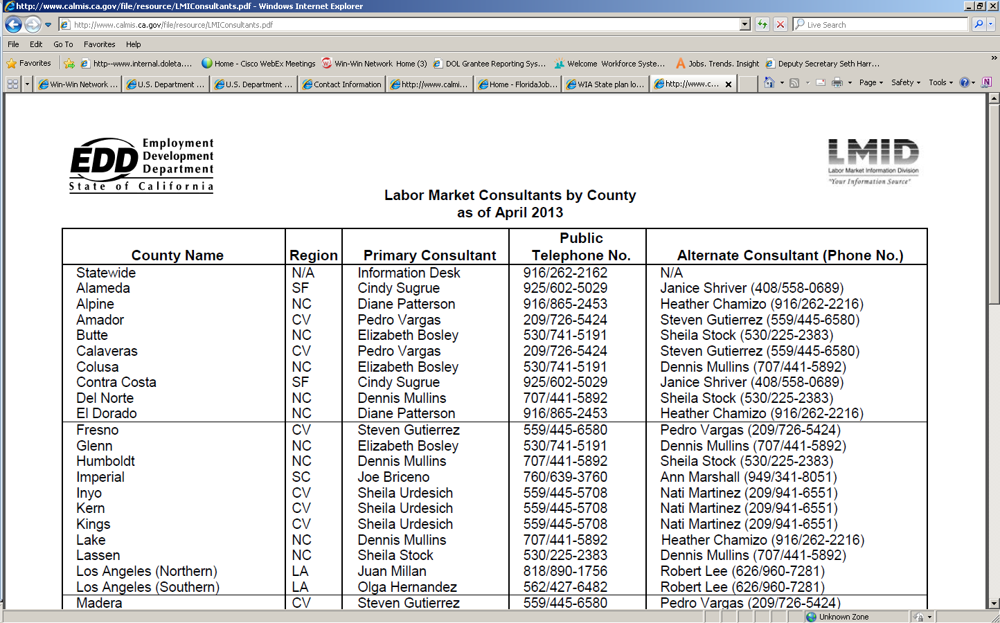 http://www.calmis.ca.gov/file/resource/LMIConsultants.pdf - Windows Internet Explorer
http://www.calmis.ca.gov/file/resource/LMIConsultants.pdf Live Search
File Edit Go To Favorites Help
Favorites http--www.internal.doleta.... Home - Cisco WebEx Meetings Win-Win Network Home (3) DOL Grantee Reporting Sys... Welcome Workforce Syste... Jobs. Trends. Insight Deputy Secretary Seth Harr... »
Win-Win Network ... U.S. Department ... U.S. Department ... Contact Information http://www.calmi... Home - FloridaJob... WIA State plan lo... http://www.c... Page Safety Tools
EDD Employment
Development
Department
State of California
LMID
Labor Market Information Division
"Your Information Source"
Labor Market Consultants by County
as of April 2013
County Name Region Primary Consultant Public Telephone No. Alternate Consultant (Phone No.)
Statewide N/A Information Desk 916/262-2162 N/A
Alameda SF Cindy Sugrue 925/602-5029 Janice Shriver (408/558-0689)
Alpine NC Diane Patterson 916/865-2453 Heather Chamizo (916/262-2216)
Amador CV Pedro Vargas 209/726-5424 Steven Gutierrez (559/445-6580)
Butte NC Elizabeth Bosley 530/741-5191 Sheila Stock (530/225-2383)
Calaveras CV Pedro Vargas 209/726-5424 Steven Gutierrez (559/445-6580)
Colusa NC Elizabeth Bosley 530/741-5191 Dennis Mullins (707/441-5892)
Contra Costa SF Cindy Sugrue 925/602-5029 Janice Shriver (408/558-0689)
Del Norte NC Dennis Mullins 707/441-5892 Sheila Stock (530/225-2383)
El Dorado NC Diane Patterson 916/865-2453 Heather Chamizo (916/262-2216)
Fresno CV Steven Gutierrez 559/445-6580 Pedro Vargas (209/726-5424)
Glenn NC Elizabeth Bosley 530/741-5191 Dennis Mullins (707/441-5892)
Humboldt NC Dennis Mullins 707/441-5892 Sheila Stock (530/225-2383)
Imperial SC Joe Briceno 760/639-3760 Ann Marshall (949/341-8051)
Inyo CV Sheila Urdesich 559/445-5708 Nati Martinez (209/941-6551)
Kern CV Sheila Urdesich 559/445-5708 Nati Martinez (209/941-6551)
Kings CV Sheila Urdesich 559/445-5708 Nati Martinez (209/941-6551)
Lake NC Dennis Mullins 707/441-5892 Heather Chamizo (916/262-2216)
Lassen NC Sheila Stock 530/225-2383 Dennis Mullins (707/441-5892)
Los Angeles (Northern) LA Juan Millan 818/890-1756 Robert Lee (626/960-7281)
Los Angeles (Southern) LA Olga Hernandez 562/427-6482 Robert Lee (626/960-7281)
Madera CV Steven Gutierrez 559/445-6580 Pedro Vargas (209/726-5424)
Unknown Zone